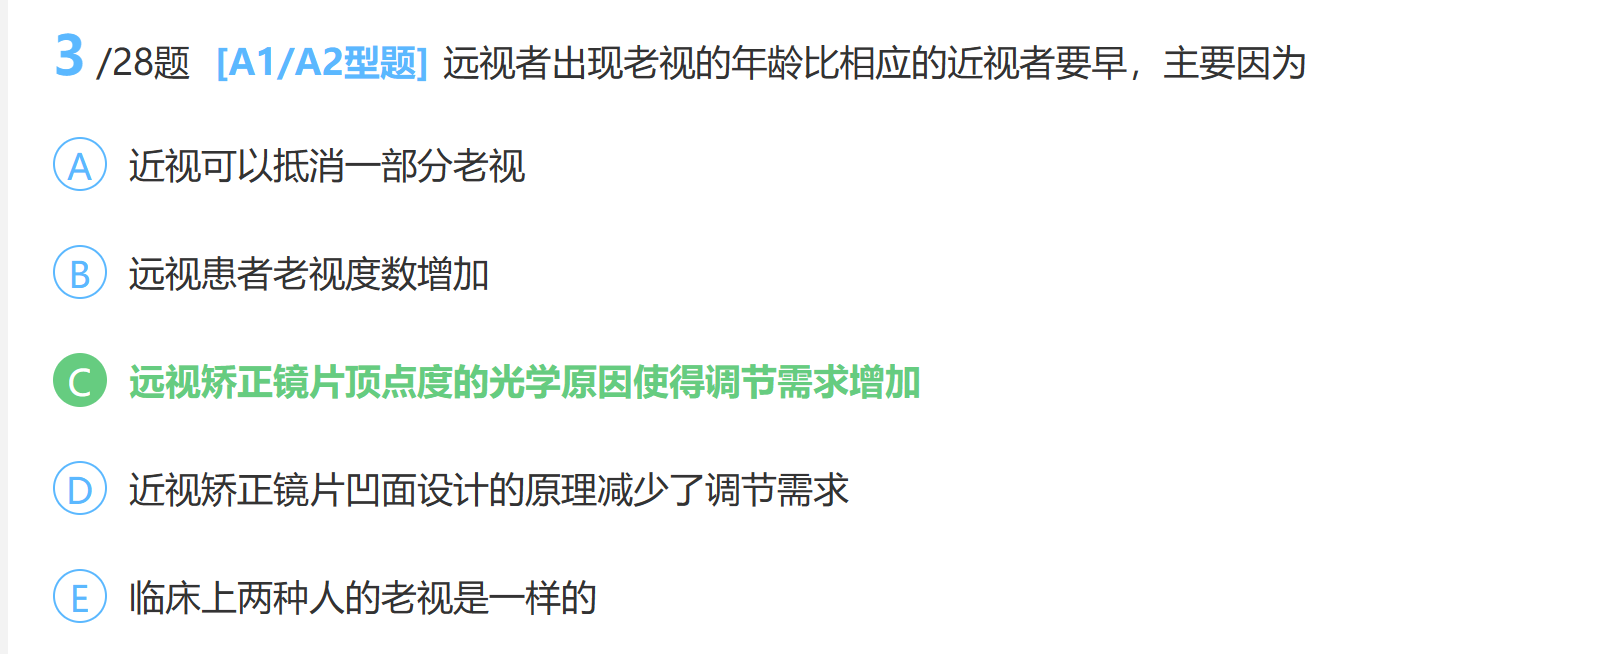 3 /28题 [A1/A2型题] 远视者出现老视的年龄比相应的近视者要早，主要因为
A 近视可以抵消一部分老视
B 远视患者老视度数增加
C 远视矫正镜片顶点度的光学原因使得调节需求增加
D 近视矫正镜片凹面设计的原理减少了调节需求
E 临床上两种人的老视是一样的